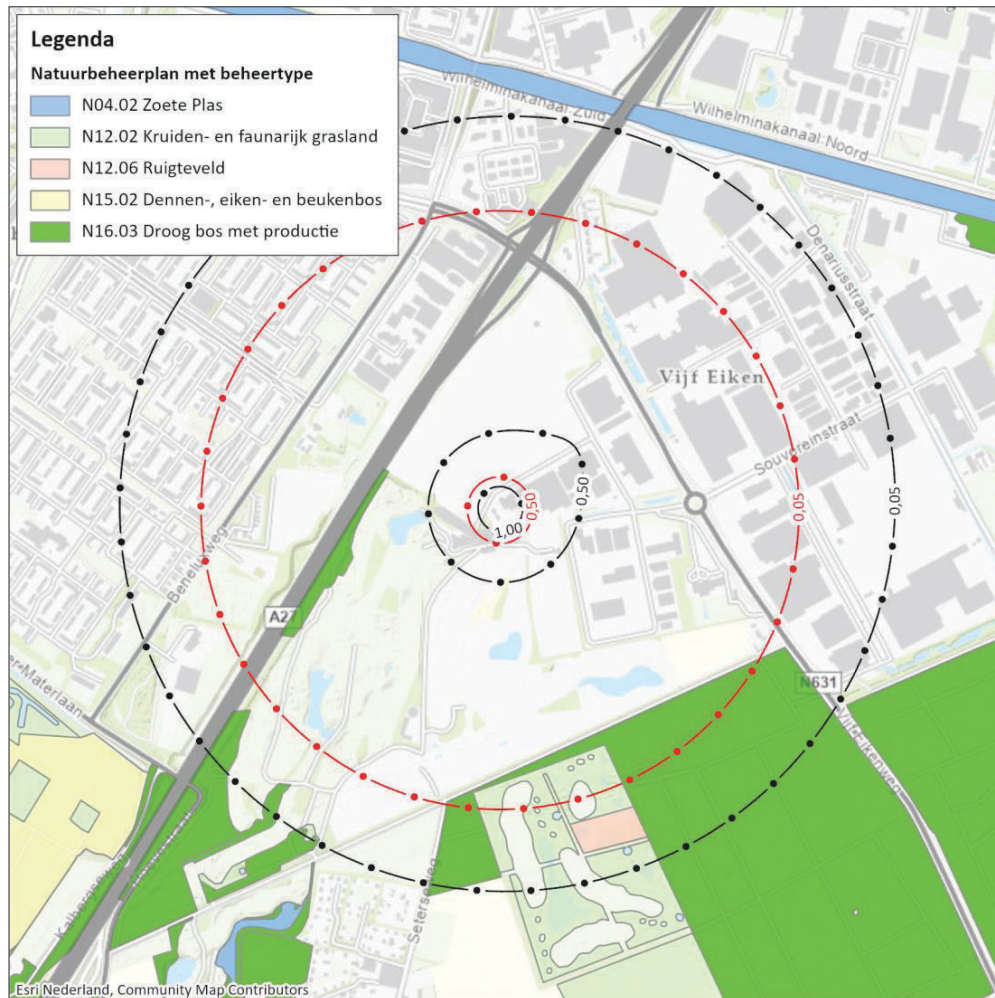 Legenda
Natuurbeheerplan met beheertype
N04.02 Zoete Plas
N12.02 Kruiden- en faunarijk grasland
N12.06 Ruigteveld
N15.02 Dennen-, eiken- en beukenbos
N16.03 Droog bos met productie
Wilhelminakanaal Zuid
Wilhelminakanaal Noord
Denariusstraat
Vijf Eiken
Souvereinstraat
0,50
0,50
1,00
0,05
0,05
Beneluxweg
A27
N631
Vijf Eikenweg
Kalbergseweg
Seterseweg
Esri Nederland, Community Map Contributors